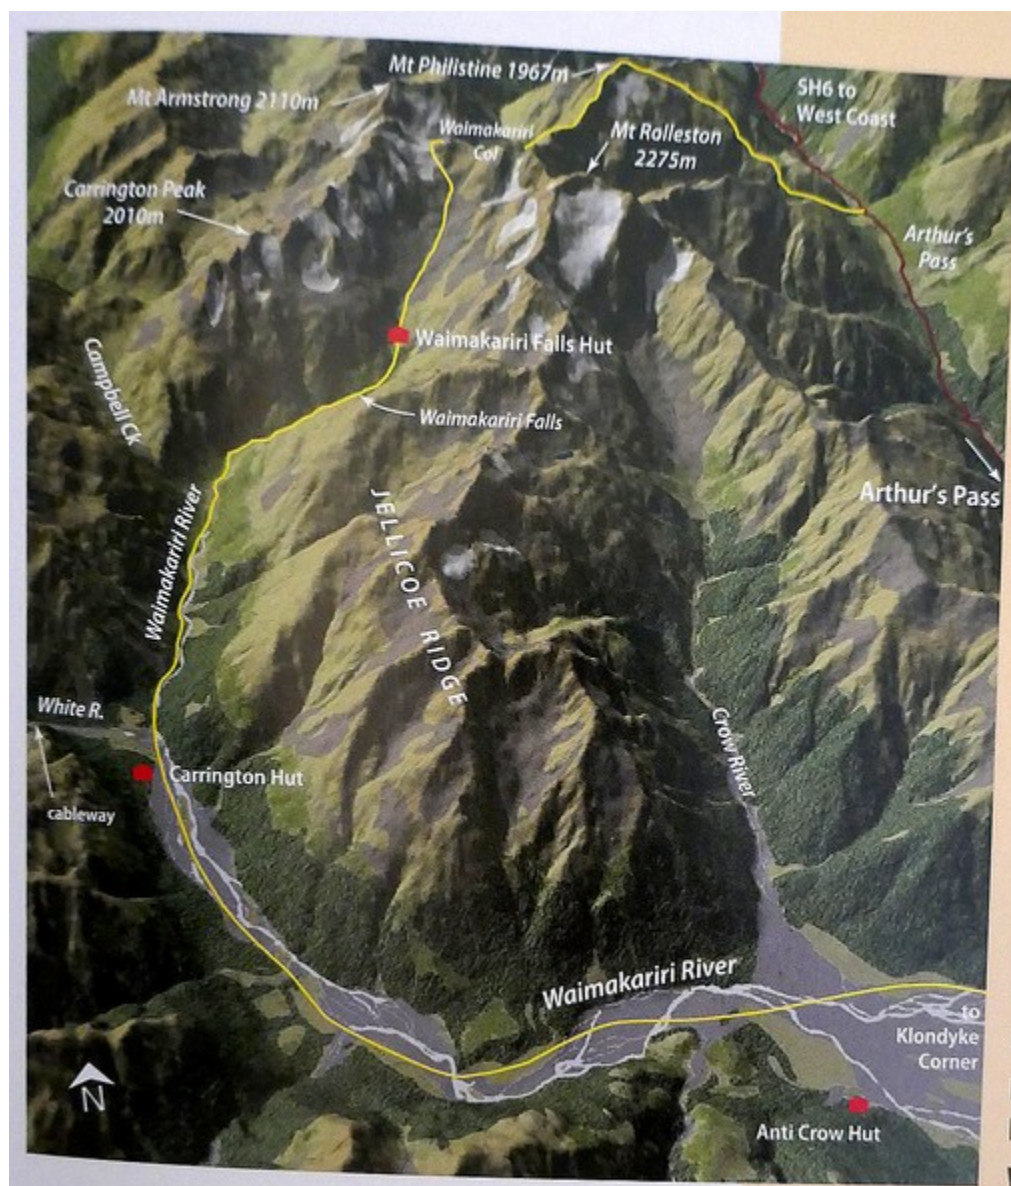 Mt Philistine 1967m
SH6 to
West Coast
Mt Armstrong 2110m
Waimakariri
Col
Mt Rolleston
2275m
Carrington Peak
2010m
Arthur's
Pass
Waimakariri Falls Hut
Campbell Ck
Waimakariri Falls
Arthur's Pass
JELLICOE RIDGE
Waimakariri River
White R.
Crow River
Carrington Hut
cableway
Waimakariri River
to
Klondyke
Corner
N
Anti Crow Hut